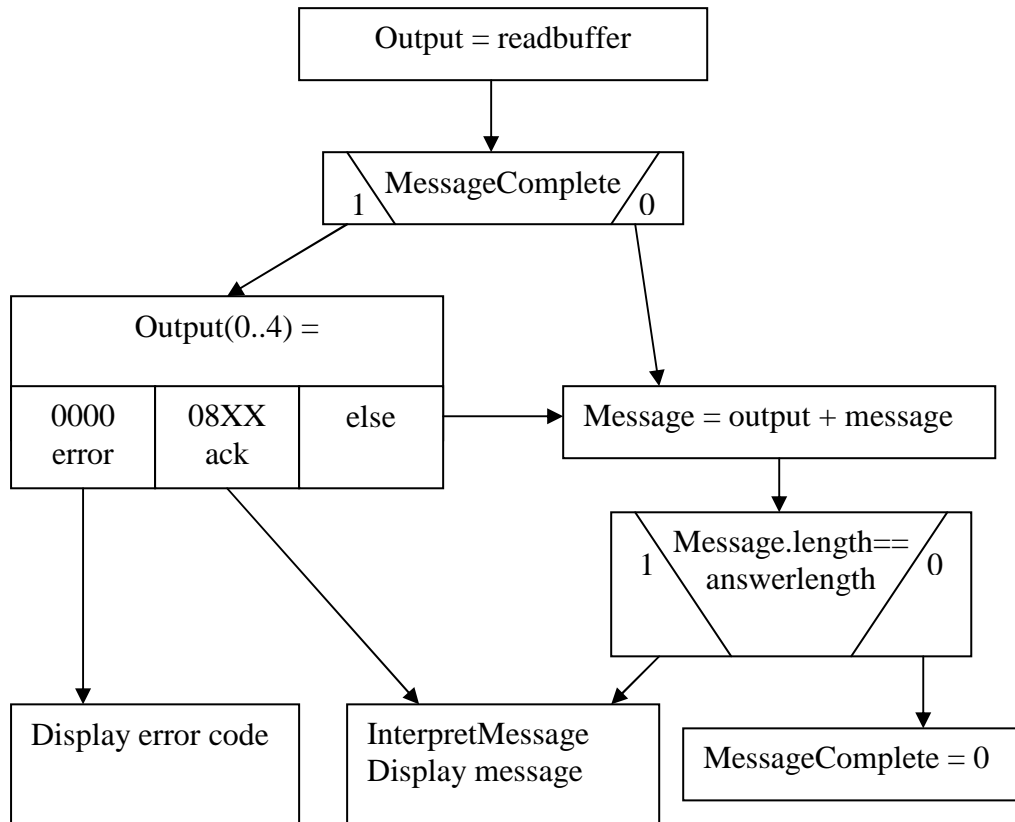 Output = readbuffer
MessageComplete
1
0
Output(0..4) =
0000
error
08XX
ack
else
Message = output + message
Message.length==
answerlength
1
0
Display error code
InterpretMessage
Display message
MessageComplete = 0